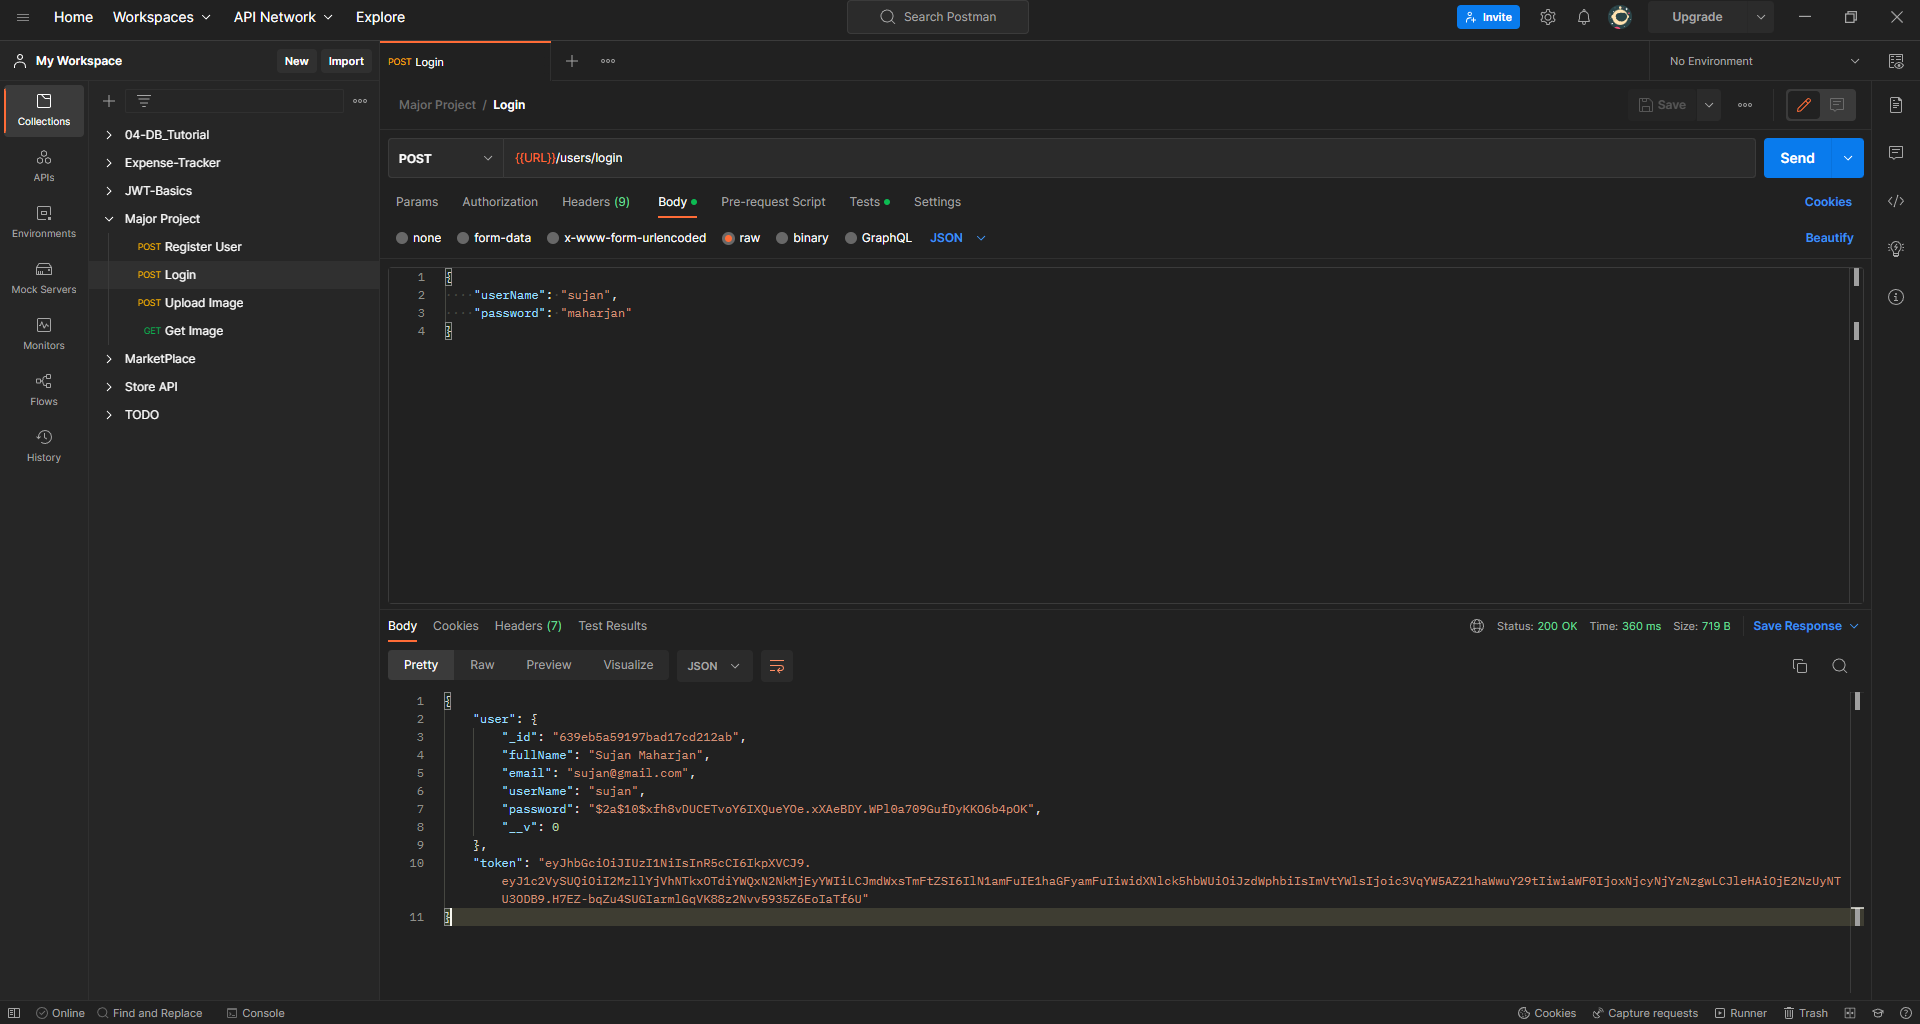 Home Workspaces API Network Explore Search Postman Invite Upgrade
My Workspace New Import POST Login No Environment
Collections
APIs
Environments
Mock Servers
Monitors
Flows
History
04-DB_Tutorial
Expense-Tracker
JWT-Basics
Major Project
POST Register User
POST Login
POST Upload Image
GET Get Image
MarketPlace
Store API
TODO
Major Project / Login Save
POST {{URL}}/users/login Send
Params Authorization Headers (9) Body Pre-request Script Tests Settings Cookies
none form-data x-www-form-urlencoded raw binary GraphQL JSON Beautify
1 {
2 "userName": "sujan",
3 "password": "maharjan"
4 }
Body Cookies Headers (7) Test Results Status: 200 OK Time: 360 ms Size: 719 B Save Response
Pretty Raw Preview Visualize JSON
1 {
2 "user": {
3 "_id": "639eb5a59197bad17cd212ab",
4 "fullName": "Sujan Maharjan",
5 "email": "sujan@gmail.com",
6 "userName": "sujan",
7 "password": "$2a$10$xfh8vDUCETvoY6IXQueYOe.xXAeBDY.WPl0a709GufDyKKO6b4pOK",
8 "__v": 0
9 },
10 "token": "eyJhbGciOiJIUzI1NiIsInR5cCI6IkpXVCJ9.
eyJ1c2VySUQiOiI2MzllYjVhNTkxOTdiYWQxN2NkMjEyYWIiLCJmdWxsTmFtZSI6IlN1amFuIE1haGFyamFuIiwidXNlck5hbWUiOiJzdWphbiIsImVtYWlsIjoic3VqYW5AZ21haWwuY29tIiwiaWF0IjoxNjcyNjYzNzgwLCJleHAiOjE2NzUyNT
U3ODB9.H7EZ-bqZu4SUGIarmlGqVK88z2Nvv5935Z6EoIaTf6U"
11 }
Online Find and Replace Console Cookies Capture requests Runner Trash